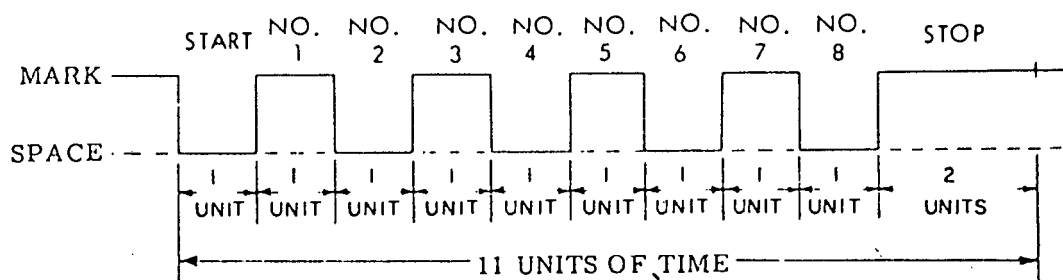 START NO. 1 NO. 2 NO. 3 NO. 4 NO. 5 NO. 6 NO. 7 NO. 8 STOP
MARK
SPACE
1 1 1 1 1 1 1 1 1 2
UNIT UNIT UNIT UNIT UNIT UNIT UNIT UNIT UNIT UNITS
11 UNITS OF TIME